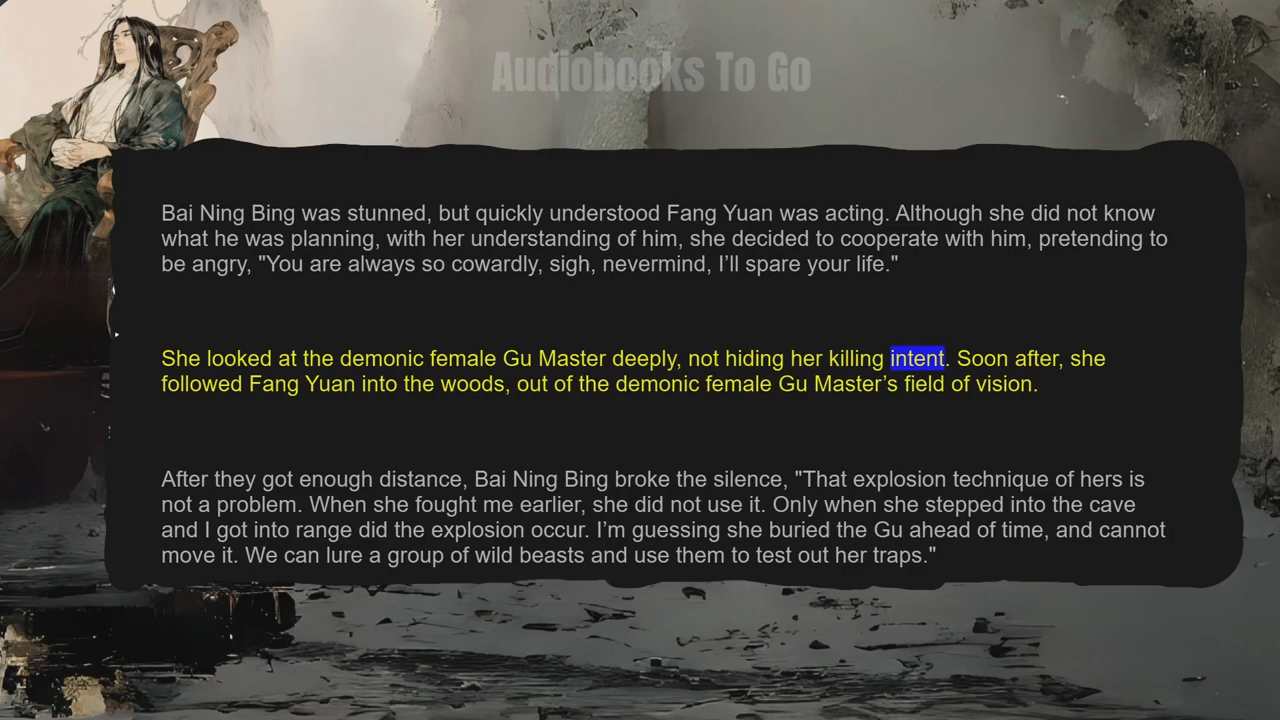 Audiobooks To Go
Bai Ning Bing was stunned, but quickly understood Fang Yuan was acting. Although she did not know
what he was planning, with her understanding of him, she decided to cooperate with him, pretending to
be angry, "You are always so cowardly, sigh, nevermind, I’ll spare your life."
She looked at the demonic female Gu Master deeply, not hiding her killing intent. Soon after, she
followed Fang Yuan into the woods, out of the demonic female Gu Master’s field of vision.
After they got enough distance, Bai Ning Bing broke the silence, "That explosion technique of hers is
not a problem. When she fought me earlier, she did not use it. Only when she stepped into the cave
and I got into range did the explosion occur. I’m guessing she buried the Gu ahead of time, and cannot
move it. We can lure a group of wild beasts and use them to test out her traps."